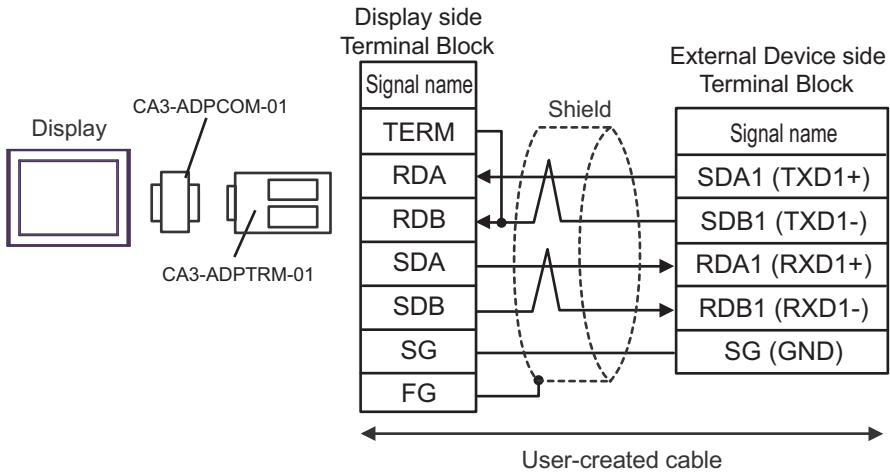 Display side
Terminal Block
External Device side
Terminal Block
Signal name
CA3-ADPCOM-01
Shield
Display
TERM
Signal name
RDA
SDA1 (TXD1+)
RDB
SDB1 (TXD1-)
CA3-ADPTRM-01
SDA
RDA1 (RXD1+)
SDB
RDB1 (RXD1-)
SG
SG (GND)
FG
User-created cable